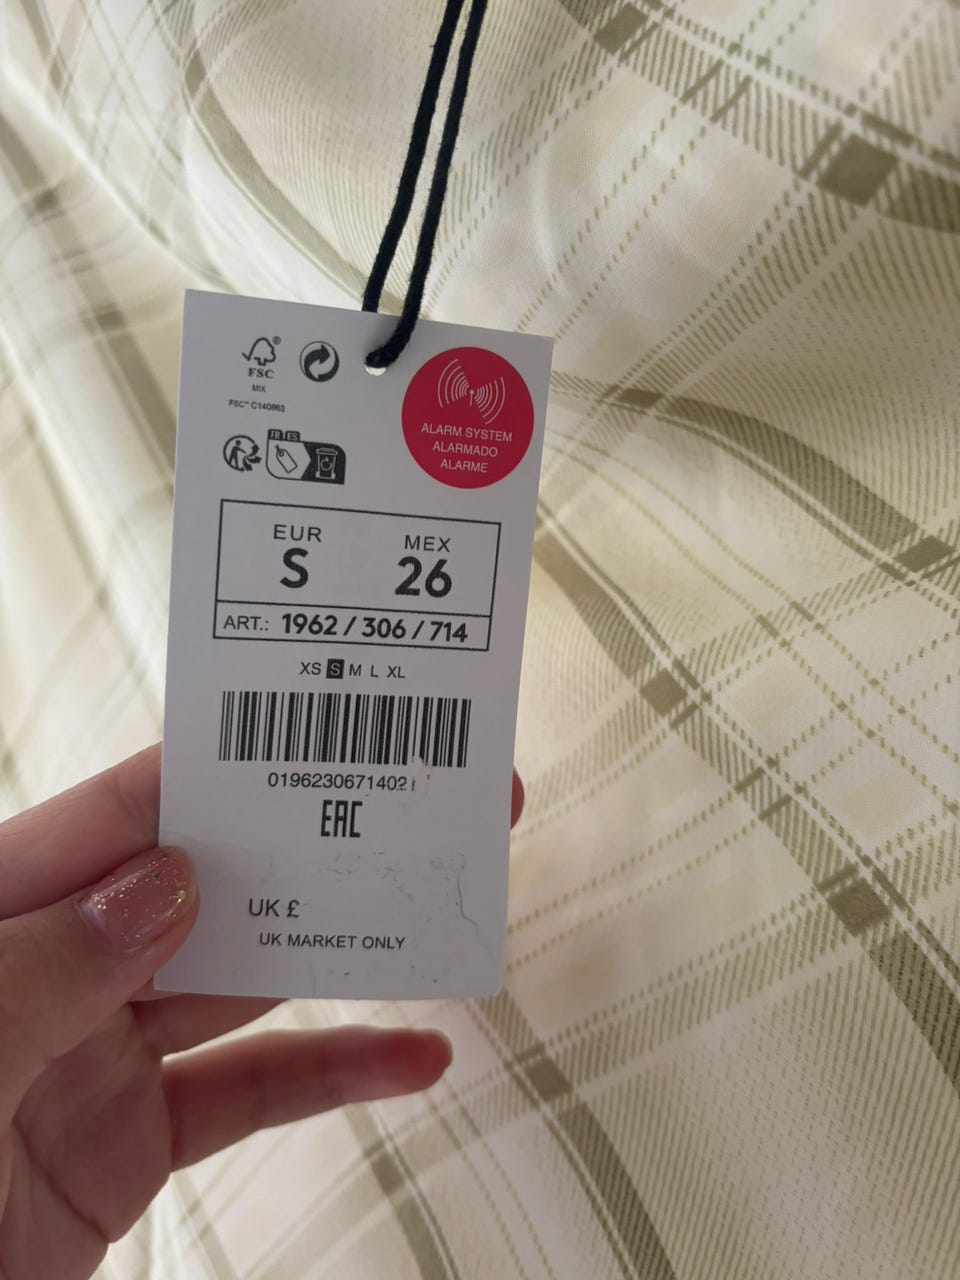 FSC®
MIX
FSC™ C140963
FR ES
ALARM SYSTEM
ALARMADO
ALARME
EUR MEX
S 26
ART.: 1962 / 306 / 714
XS S M L XL
0196230671402
EAC
UK £
UK MARKET ONLY